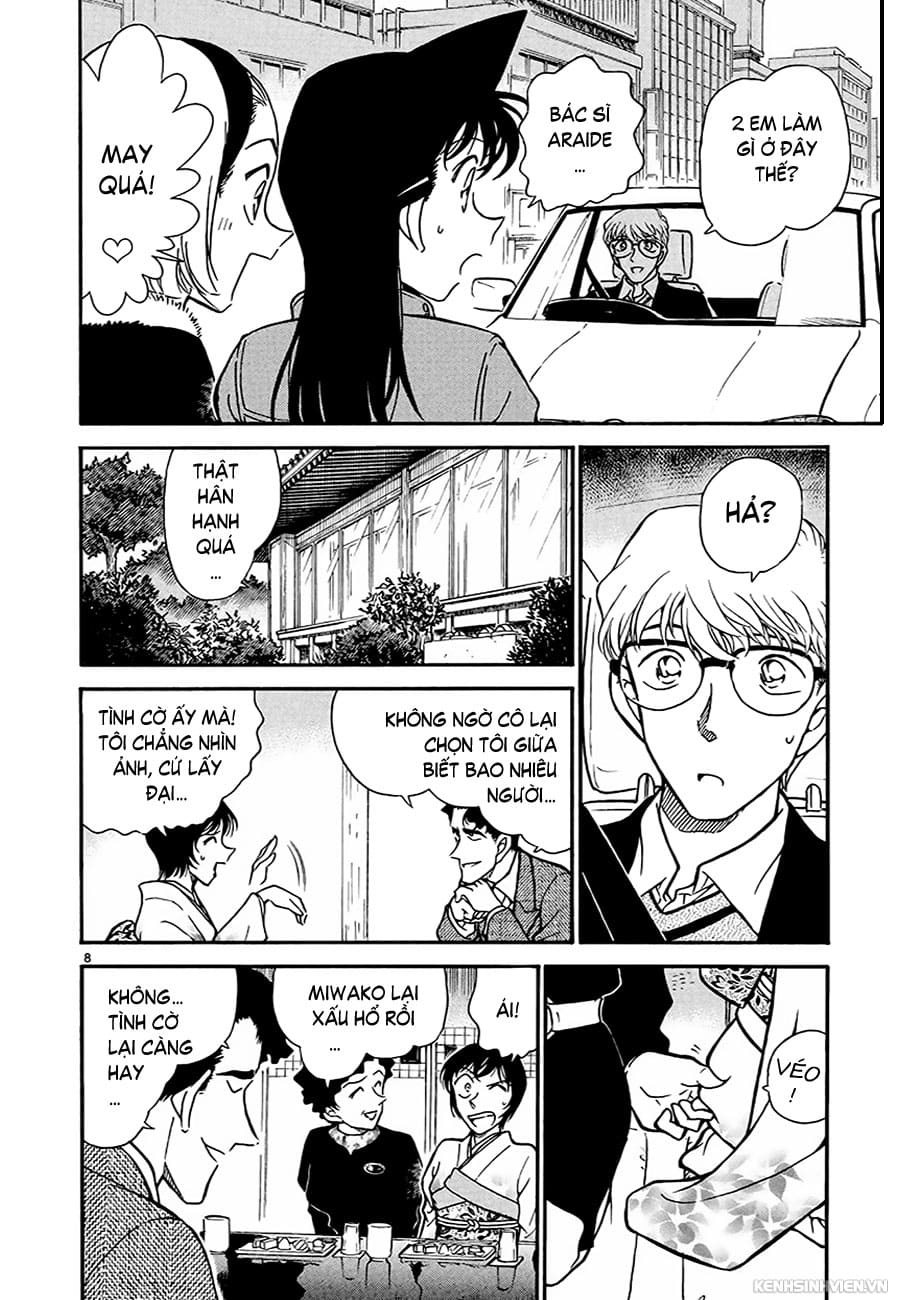 2 EM LÀM
GÌ Ở ĐÂY
THẾ?
BÁC SĨ
ARAIDE
...
MAY
QUÁ!
♡
HẢ?
THẬT
HÂN
HẠNH
QUÁ
...
KHÔNG NGỜ CÔ LẠI
CHỌN TÔI GIỮA
BIẾT BAO NHIÊU
NGƯỜI...
TÌNH CỜ ẤY MÀ!
TÔI CHẲNG NHÌN
ẢNH, CỨ LẤY
ĐẠI...
8
VÉO
!
ÁI!
MIWAKO LẠI
XẤU HỔ RỒI
...
KHÔNG...
TÌNH CỜ
LẠI CÀNG
HAY
...
KENHSINHVIEN.VN